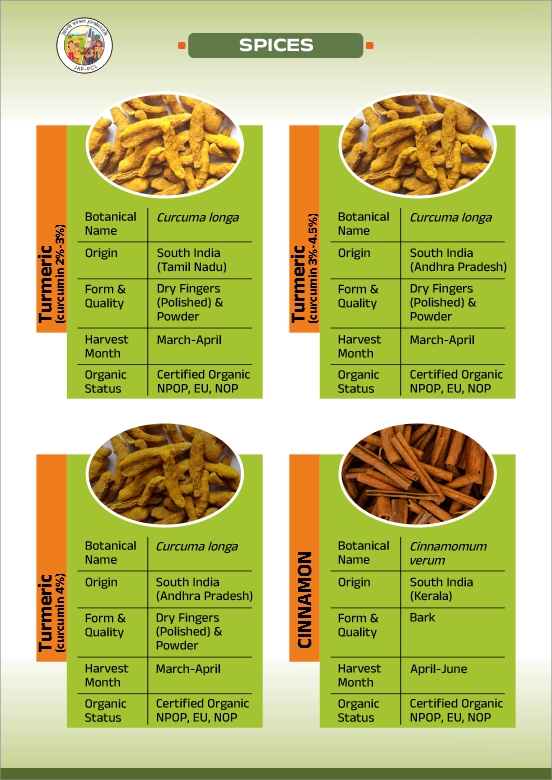 JAP-PCL
SPICES
Turmeric
(curcumin 2%-3%)
Botanical
Name
Curcuma longa
Origin
South India
(Tamil Nadu)
Form &
Quality
Dry Fingers
(Polished) &
Powder
Harvest
Month
March-April
Organic
Status
Certified Organic
NPOP, EU, NOP
Turmeric
(curcumin 3%-4.5%)
Botanical
Name
Curcuma longa
Origin
South India
(Andhra Pradesh)
Form &
Quality
Dry Fingers
(Polished) &
Powder
Harvest
Month
March-April
Organic
Status
Certified Organic
NPOP, EU, NOP
Turmeric
(curcumin 4%)
Botanical
Name
Curcuma longa
Origin
South India
(Andhra Pradesh)
Form &
Quality
Dry Fingers
(Polished) &
Powder
Harvest
Month
March-April
Organic
Status
Certified Organic
NPOP, EU, NOP
CINNAMON
Botanical
Name
Cinnamomum
verum
Origin
South India
(Kerala)
Form &
Quality
Bark
Harvest
Month
April-June
Organic
Status
Certified Organic
NPOP, EU, NOP